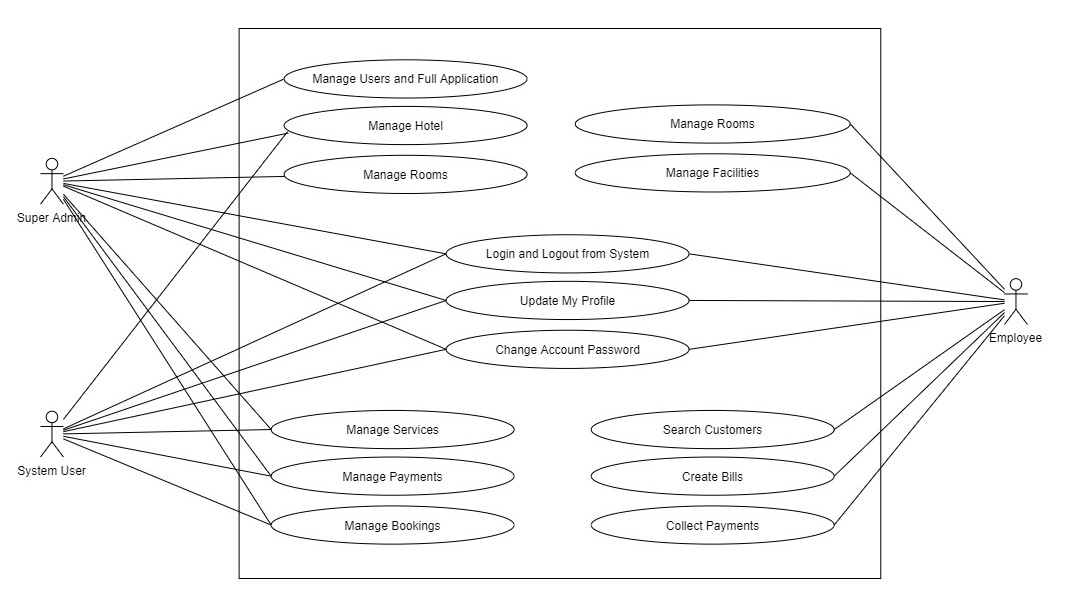 Manage Users and Full Application
Manage Hotel
Manage Rooms
Manage Rooms
Manage Facilities
Super Admin
Login and Logout from System
Update My Profile
Change Account Password
Employee
Manage Services
Search Customers
System User
Manage Payments
Create Bills
Manage Bookings
Collect Payments